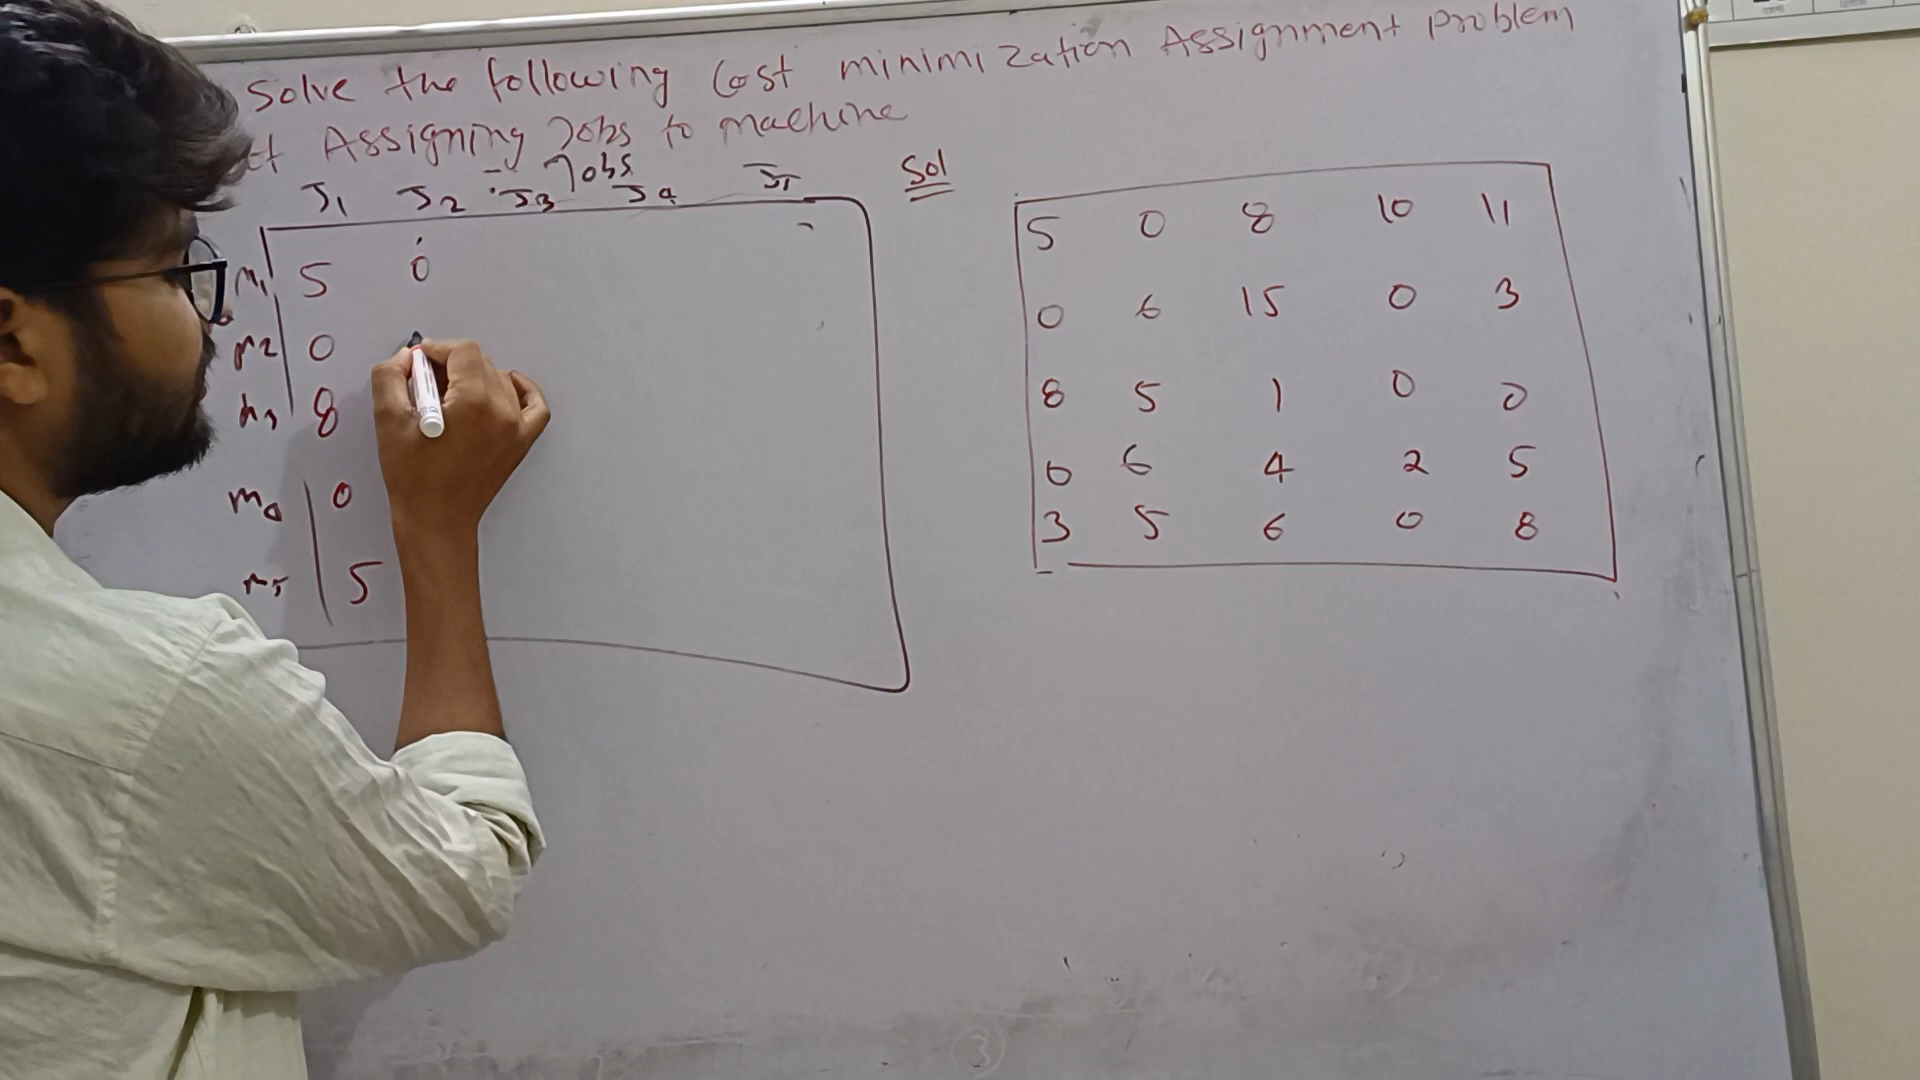 Solve the following Cost minimization Assignment problem
of Assigning Jobs to machine
:- Jobs
J1 J2 J3 J4 J5
m1 5 0
m2 0
8
m4 0
m5 5
Sol
5 0 8 10 11
0 6 15 0 3
8 5 1 0 0
0 6 4 2 5
3 5 6 0 8
3